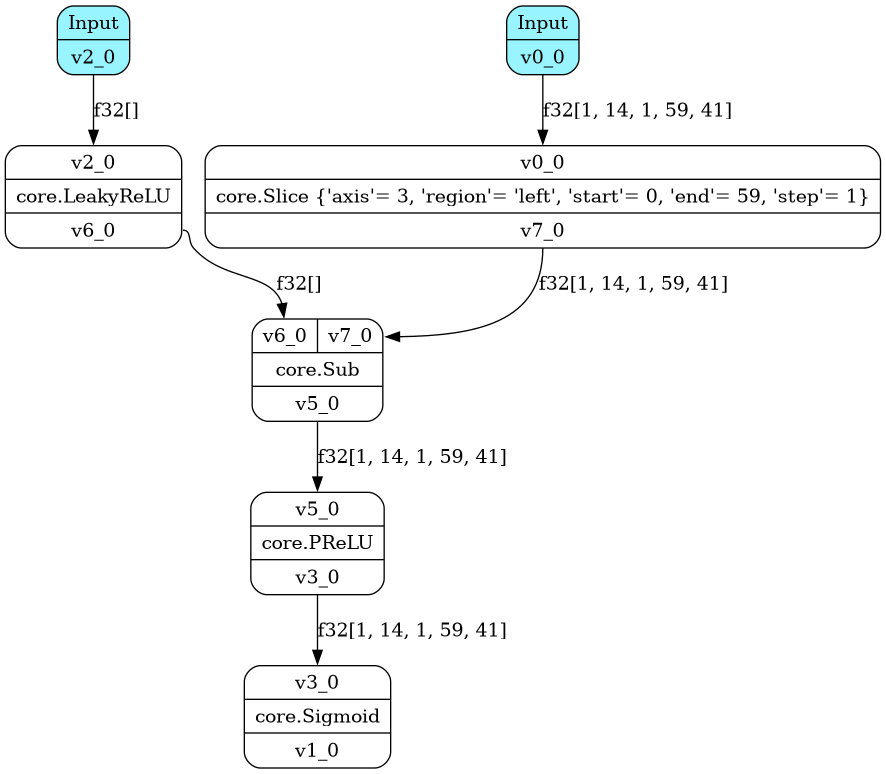 Input
v2_0
Input
v0_0
f32[]
f32[1, 14, 1, 59, 41]
v2_0
core.LeakyReLU
v6_0
v0_0
core.Slice {'axis'= 3, 'region'= 'left', 'start'= 0, 'end'= 59, 'step'= 1}
v7_0
f32[]
f32[1, 14, 1, 59, 41]
v6_0
v7_0
core.Sub
v5_0
f32[1, 14, 1, 59, 41]
v5_0
core.PReLU
v3_0
f32[1, 14, 1, 59, 41]
v3_0
core.Sigmoid
v1_0